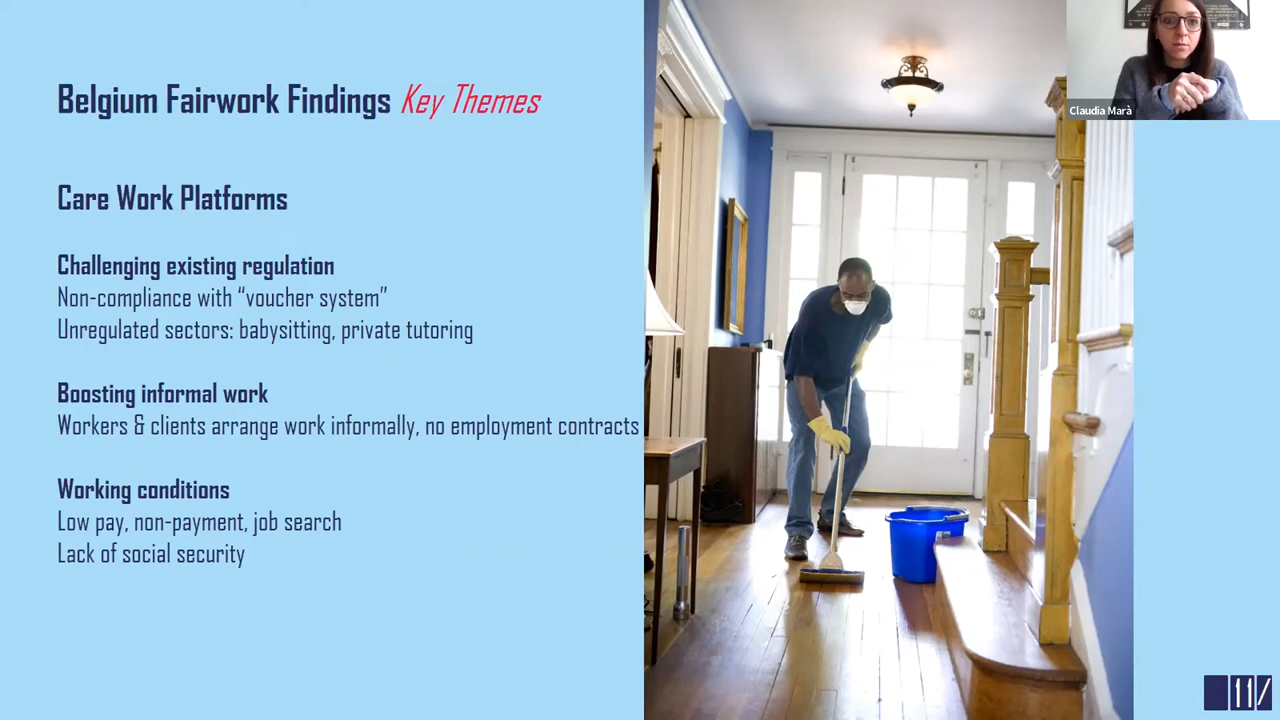 Belgium Fairwork Findings Key Themes
Care Work Platforms
Challenging existing regulation
Non-compliance with “voucher system”
Unregulated sectors: babysitting, private tutoring
Boosting informal work
Workers & clients arrange work informally, no employment contracts
Working conditions
Low pay, non-payment, job search
Lack of social security
Claudia Marà
11/